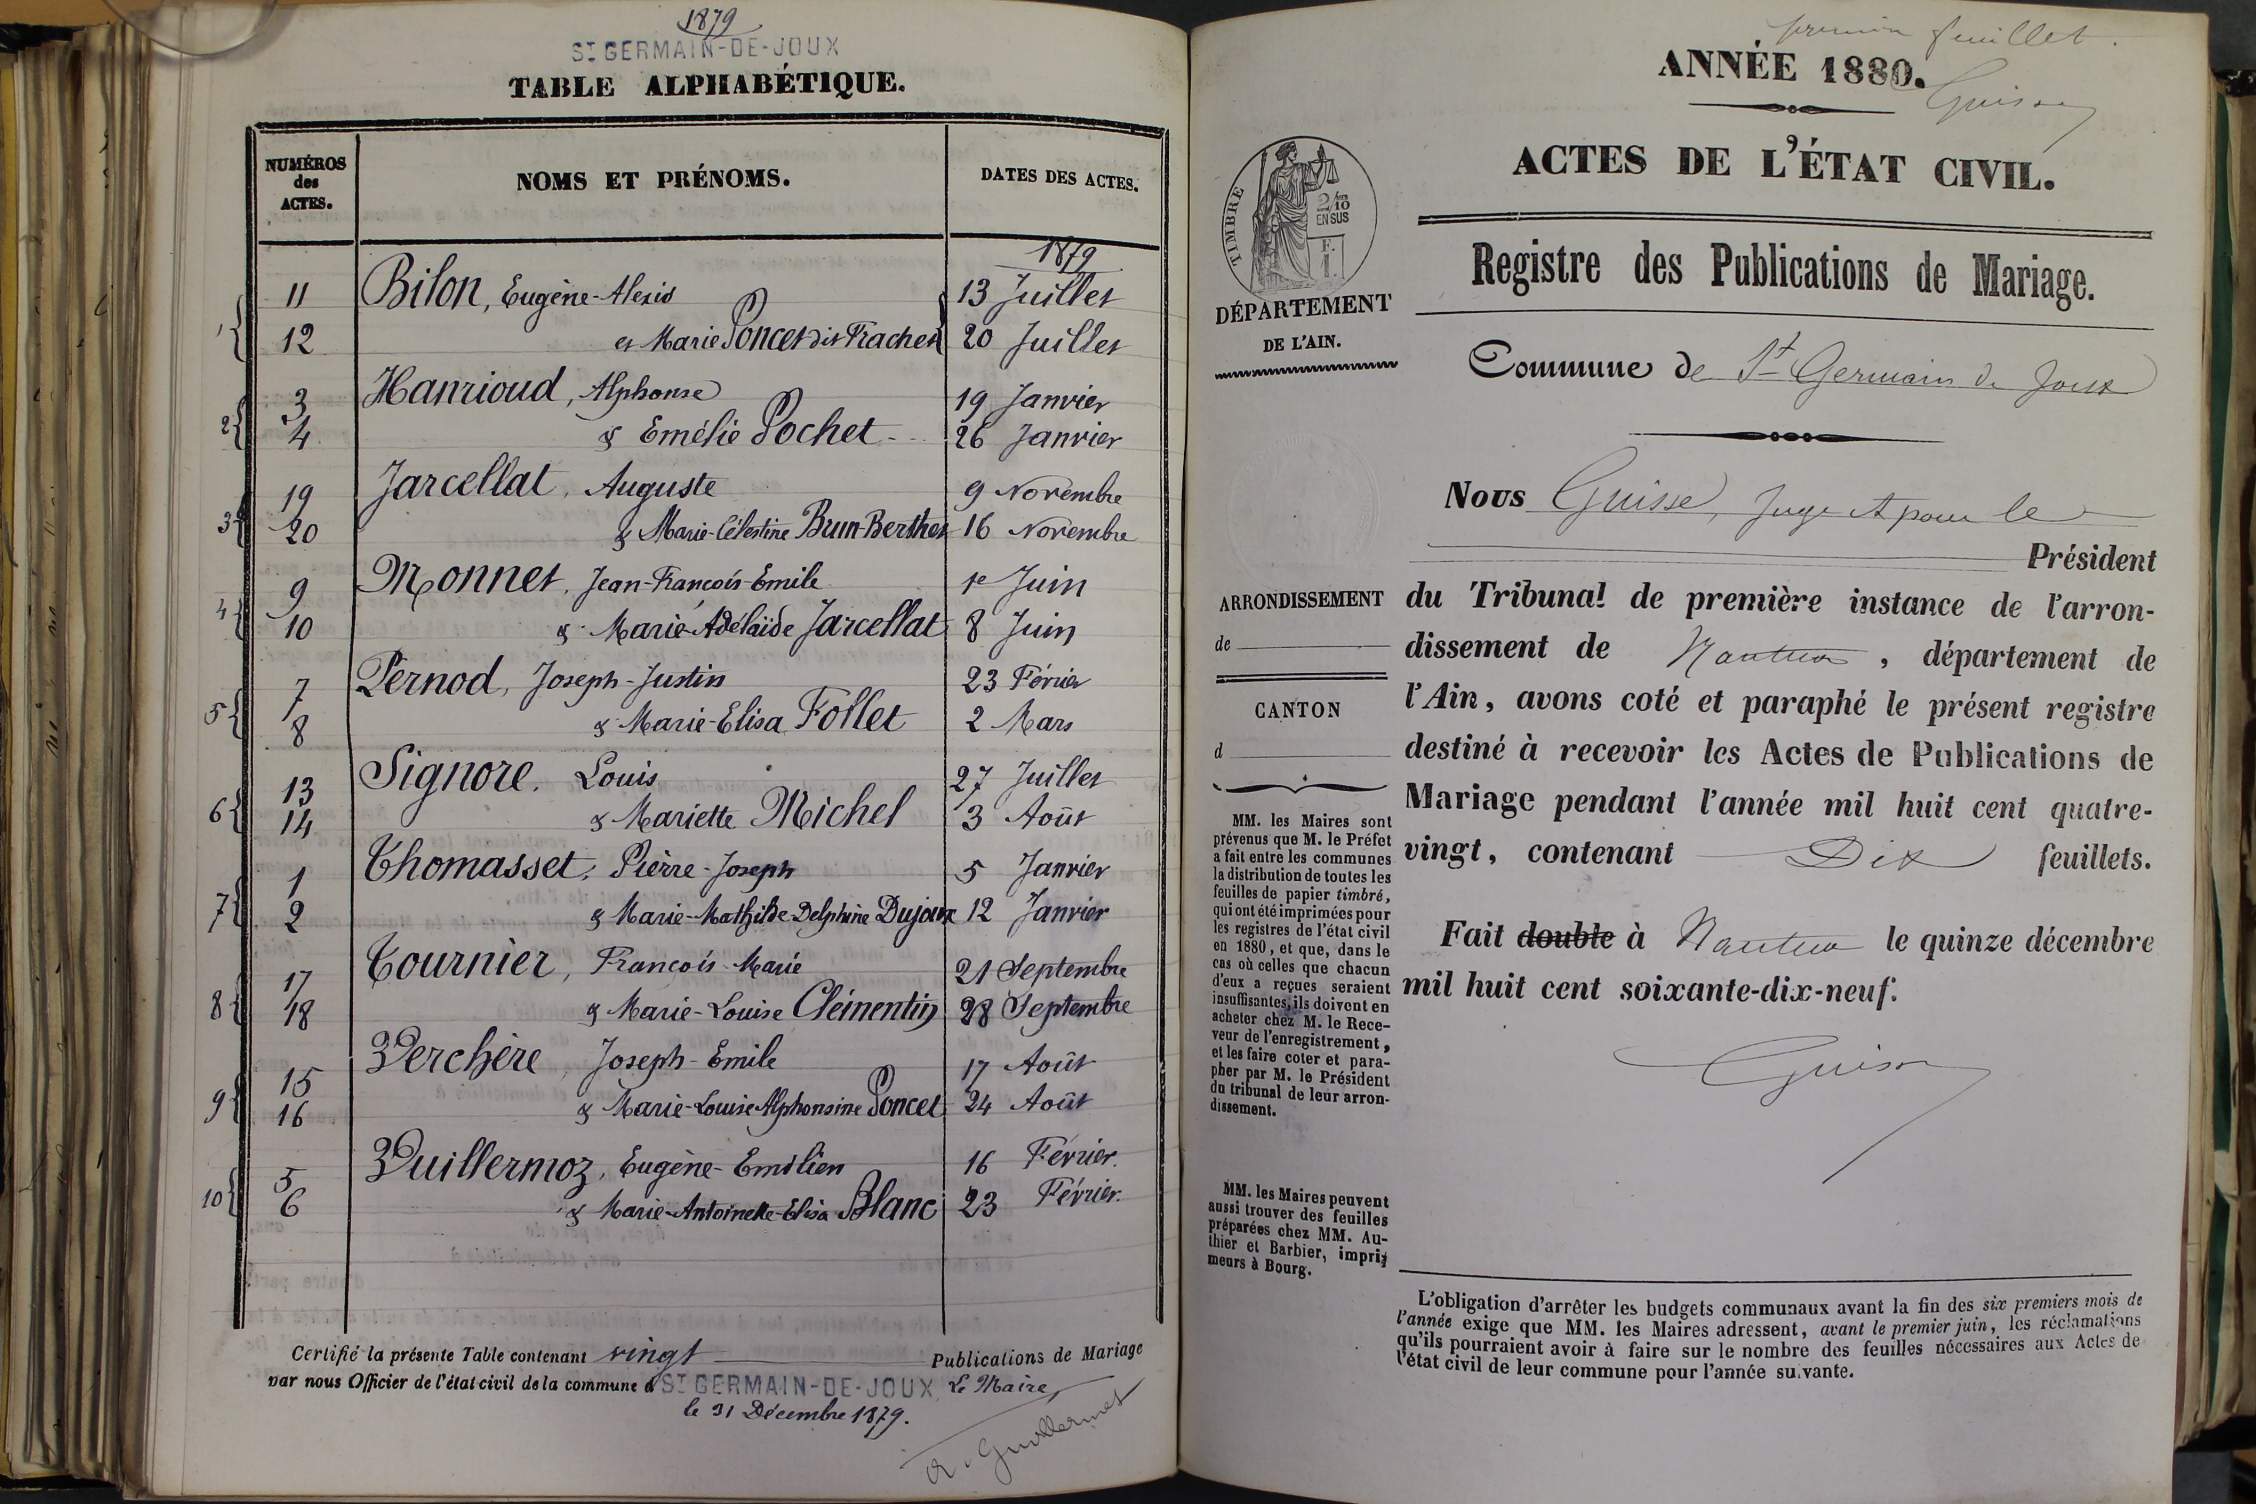 1879
ST GERMAIN-DE-JOUX
TABLE ALPHABÉTIQUE.
NUMÉROS des ACTES.
NOMS ET PRÉNOMS.
DATES DES ACTES.
1879
11 Bilon, Eugène-Alexis 13 Juillet
1 12 et Marie Poncet dit Frachet 20 Juillet
3 Hanrioud, Alphonse 19 Janvier
2 4 & Emélie Pochet 26 Janvier
19 Jarcellat, Auguste 9 Novembre
3 20 & Marie-Célestine Brun-Berthet 16 Novembre
9 Monnet, Jean-François-Emile 1e Juin
4 10 & Marie-Adélaïde Jarcellat 8 Juin
7 Pernod, Joseph-Justin 23 Février
5 8 & Marie-Elisa Follet 2 Mars
13 Signore, Louis 27 Juillet
6 14 & Mariette Michel 3 Août
1 Thomasset, Pierre-Joseph 5 Janvier
7 2 & Marie-Mathilde Delphine Dujoux 12 Janvier
17 Tournier, François-Marie 21 Septembre
8 18 & Marie-Louise Clémentin 28 Septembre
15 Verchère, Joseph-Emile 17 Août
9 16 & Marie-Louise Alphonsine Poncet 24 Août
5 Vuillermoz, Eugène-Emilien 16 Février.
10 6 & Marie-Antoinette-Elisa Blanc 23 Février.
Certifié la présente Table contenant vingt Publications de Mariage
par nous Officier de l'état civil de la commune d ST GERMAIN-DE-JOUX Le Maire,
le 31 Décembre 1879.
Guillermet
premier feuillet.
ANNÉE 1880.
Guisse
ACTES DE L'ÉTAT CIVIL.
TIMBRE
2/10
EN SUS
DÉPARTEMENT
DE L'AIN.
Registre des Publications de Mariage.
Commune de St Germain de Joux
Nous Guisse, Juge et pour le
Président
du Tribunal de première instance de l'arron-
dissement de Nantua, département de
l'Ain, avons coté et paraphé le présent registre
destiné à recevoir les Actes de Publications de
Mariage pendant l'année mil huit cent quatre-
vingt, contenant Dix feuillets.
Fait double à Nantua le quinze décembre
mil huit cent soixante-dix-neuf.
Guisse
ARRONDISSEMENT
de
CANTON
d
MM. les Maires sont
prévenus que M. le Préfet
a fait entre les communes
la distribution de toutes les
feuilles de papier timbré,
qui ont été imprimées pour
les registres de l'état civil
en 1880, et que, dans le
cas où celles que chacun
d'eux a reçues seraient
insuffisantes, ils doivent en
acheter chez M. le Rece-
veur de l'enregistrement,
et les faire coter et para-
pher par M. le Président
du tribunal de leur arron-
dissement.
MM. les Maires peuvent
aussi trouver des feuilles
préparées chez MM. Au-
thier et Barbier, impri-
meurs à Bourg.
L'obligation d'arrêter les budgets communaux avant la fin des six premiers mois de
l'année exige que MM. les Maires adressent, avant le premier juin, les réclamations
qu'ils pourraient avoir à faire sur le nombre des feuilles nécessaires aux Actes de
l'état civil de leur commune pour l'année suivante.